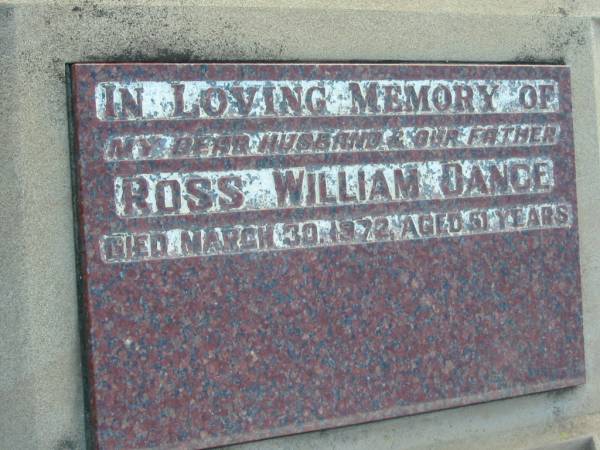 IN LOVING MEMORY OF
MY DEAR HUSBAND & OUR FATHER
ROSS WILLIAM DANCE
DIED MARCH 30, 1972, AGED 51 YEARS